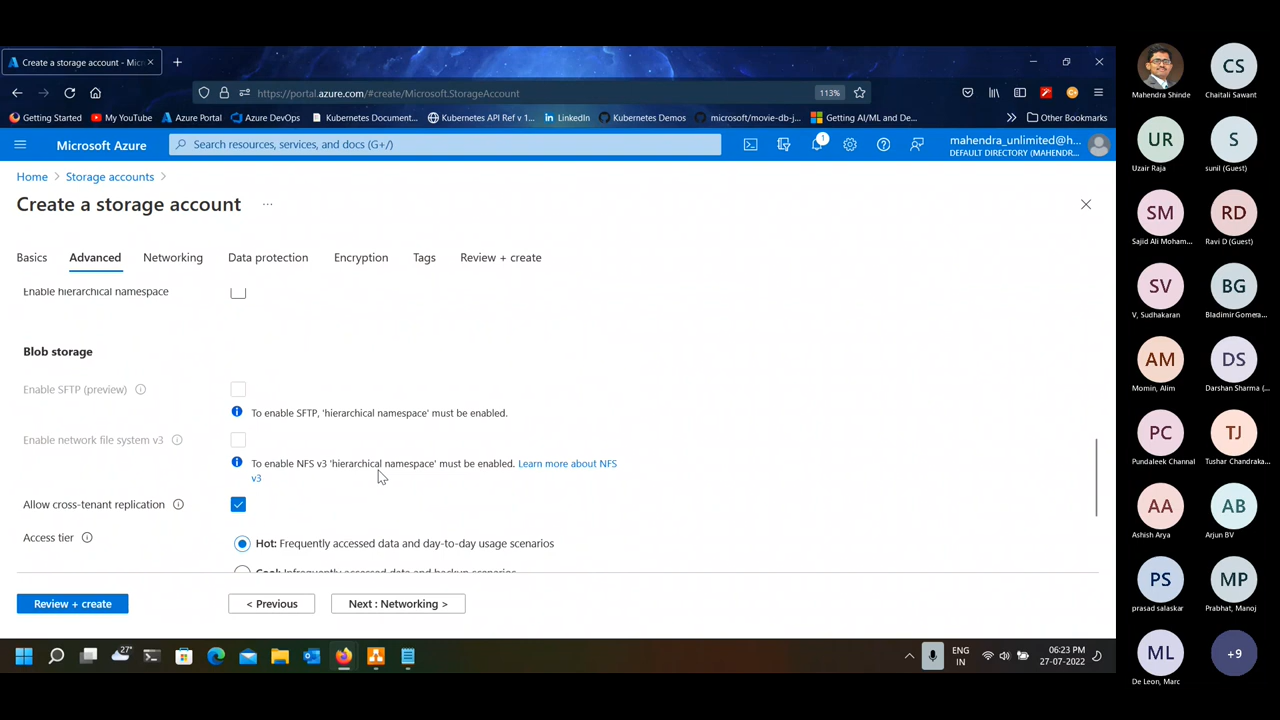 Create a storage account - Mic
113%
https://portal.azure.com/#create/Microsoft.StorageAccount
Getting Started
My YouTube
Azure Portal
Azure DevOps
Kubernetes Document...
Kubernetes API Ref v 1...
LinkedIn
Kubernetes Demos
microsoft/movie-db-j...
Getting AI/ML and De...
Other Bookmarks
Microsoft Azure
Search resources, services, and docs (G+/)
1
mahendra_unlimited@h...
DEFAULT DIRECTORY (MAHENDR...
Home > Storage accounts >
Create a storage account ...
Basics
Advanced
Networking
Data protection
Encryption
Tags
Review + create
Enable hierarchical namespace
Blob storage
Enable SFTP (preview)
To enable SFTP, 'hierarchical namespace' must be enabled.
Enable network file system v3
To enable NFS v3 'hierarchical namespace' must be enabled. Learn more about NFS
v3
Allow cross-tenant replication
Access tier
Hot: Frequently accessed data and day-to-day usage scenarios
Cool: Infrequently accessed data and backup scenarios
Review + create
< Previous
Next : Networking >
27°
ENG
IN
06:23 PM
27-07-2022
Mahendra Shinde
CS
Chaitali Sawant
UR
Uzair Raja
S
sunil (Guest)
SM
Sajid Ali Moham...
RD
Ravi D (Guest)
SV
V, Sudhakaran
BG
Bladimir Gomera...
AM
Momin, Alim
DS
Darshan Sharma (...
PC
Pundaleek Channal
TJ
Tushar Chandraka...
AA
Ashish Arya
AB
Arjun BV
PS
prasad salaskar
MP
Prabhat, Manoj
ML
De Leon, Marc
+9